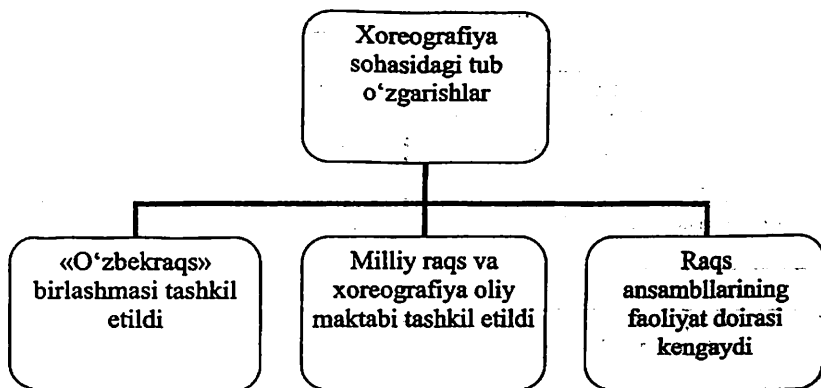 Xoreografiya
sohasidagi tub
o‘zgarishlar
«O‘zbekraqs»
birlashmasi tashkil
etildi
Milliy raqs va
xoreografiya oliy
maktabi tashkil etildi
Raqs
ansambllarining
faoliyat doirasi
kengaydi